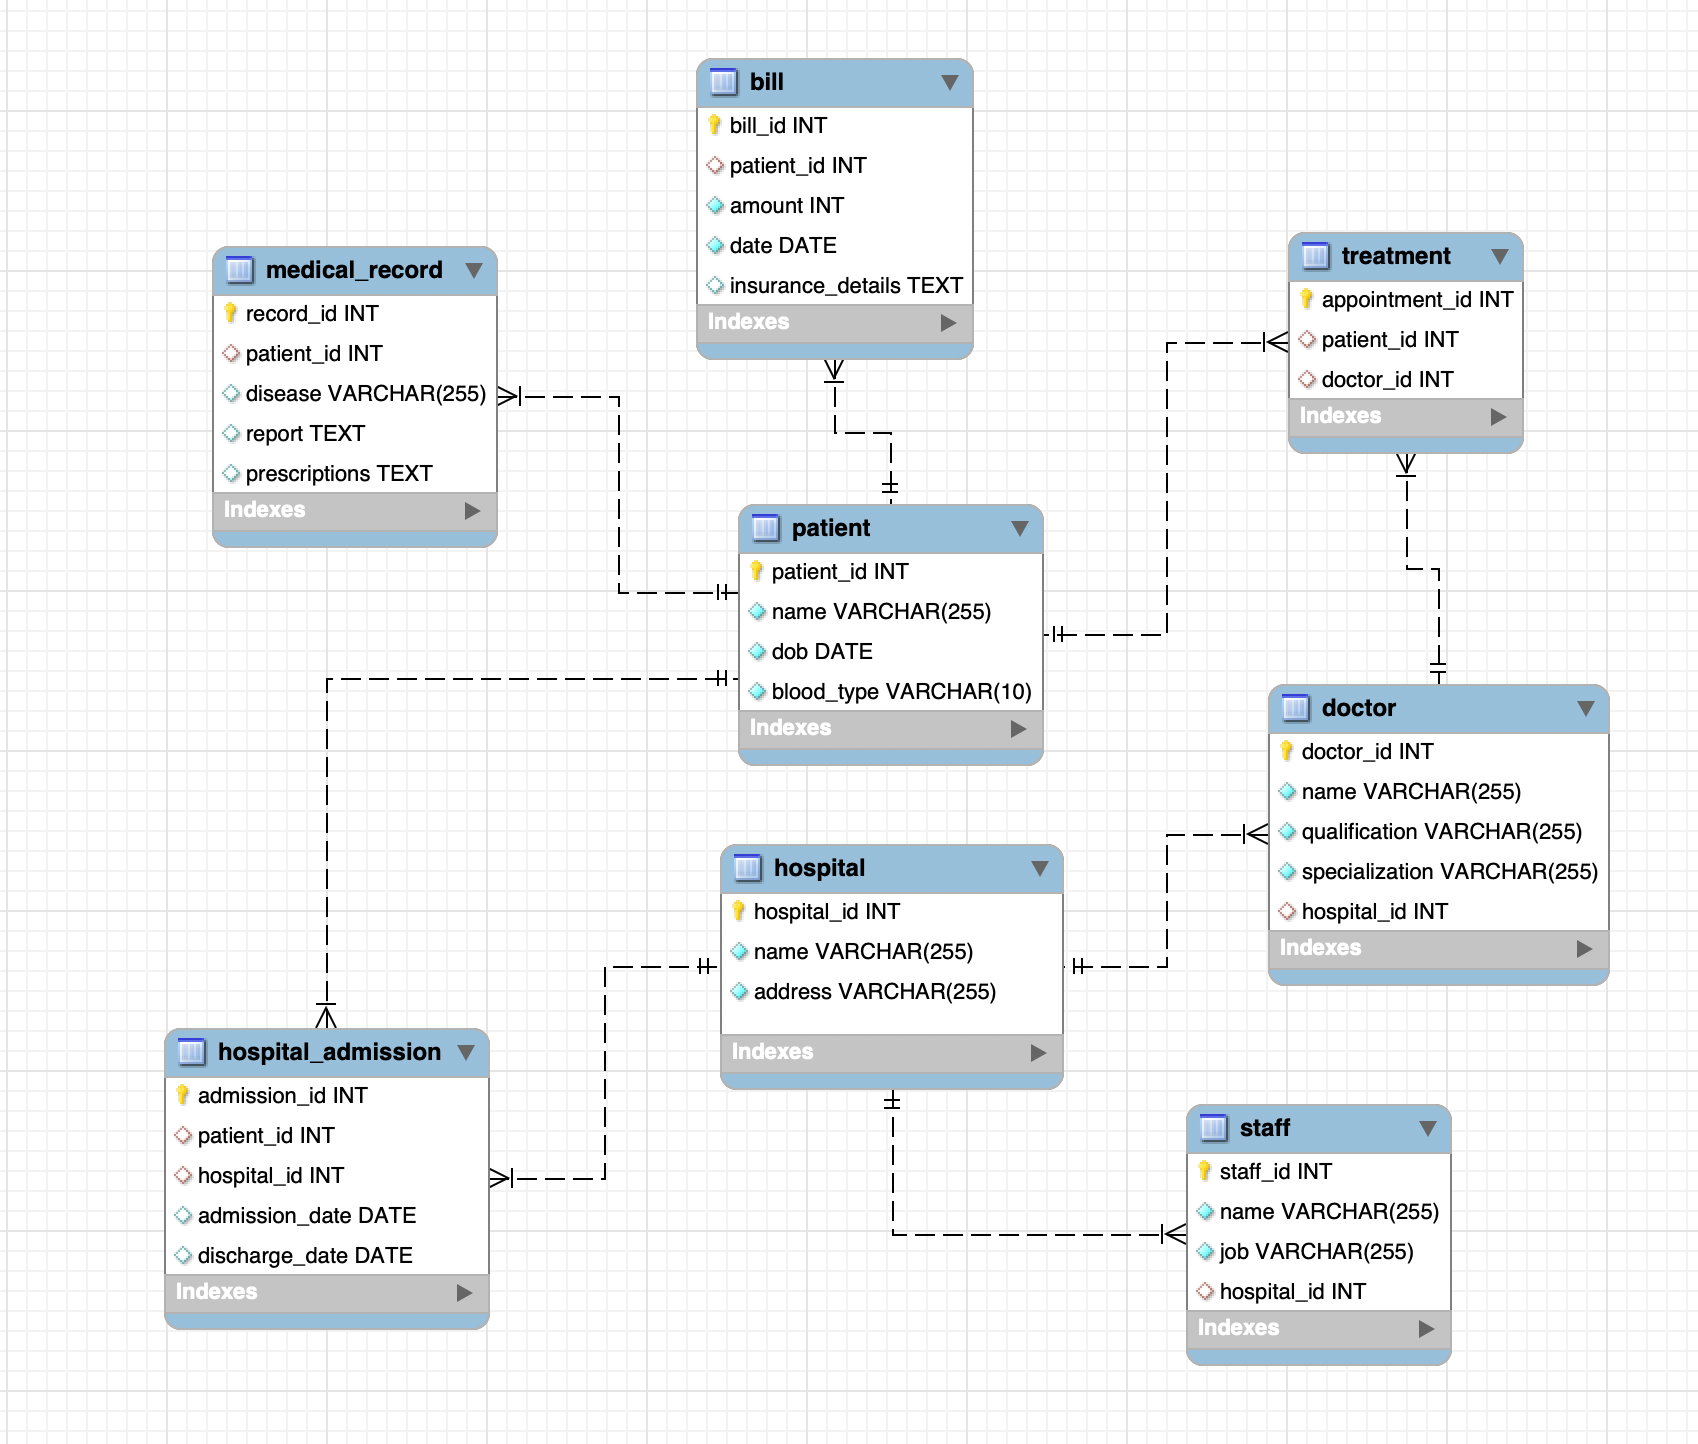 bill
bill_id INT
patient_id INT
amount INT
date DATE
insurance_details TEXT
Indexes
medical_record
record_id INT
patient_id INT
disease VARCHAR(255)
report TEXT
prescriptions TEXT
Indexes
treatment
appointment_id INT
patient_id INT
doctor_id INT
Indexes
patient
patient_id INT
name VARCHAR(255)
dob DATE
blood_type VARCHAR(10)
Indexes
doctor
doctor_id INT
name VARCHAR(255)
qualification VARCHAR(255)
specialization VARCHAR(255)
hospital_id INT
Indexes
hospital
hospital_id INT
name VARCHAR(255)
address VARCHAR(255)
Indexes
hospital_admission
admission_id INT
patient_id INT
hospital_id INT
admission_date DATE
discharge_date DATE
Indexes
staff
staff_id INT
name VARCHAR(255)
job VARCHAR(255)
hospital_id INT
Indexes